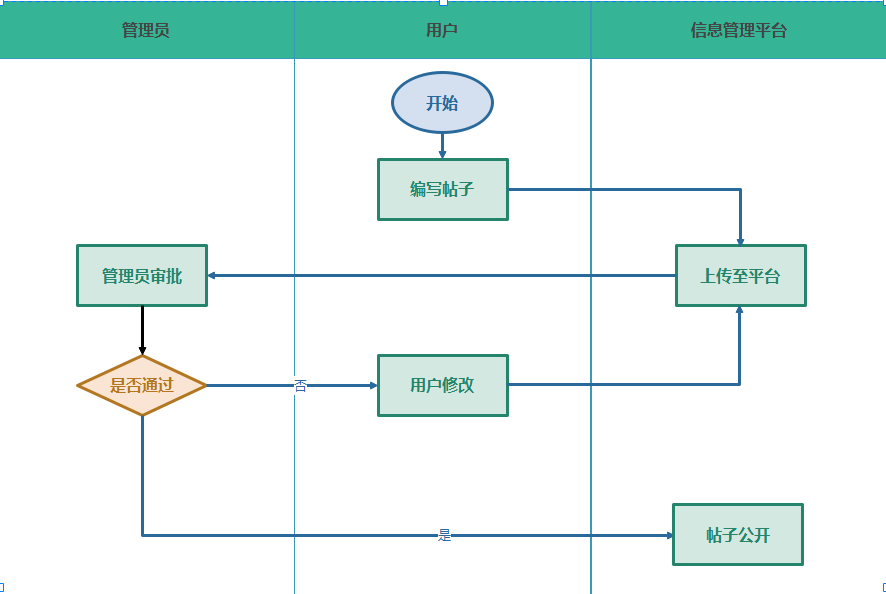 管理员
用户
信息管理平台
开始
编写帖子
管理员审批
上传至平台
是否通过
否
用户修改
是
帖子公开